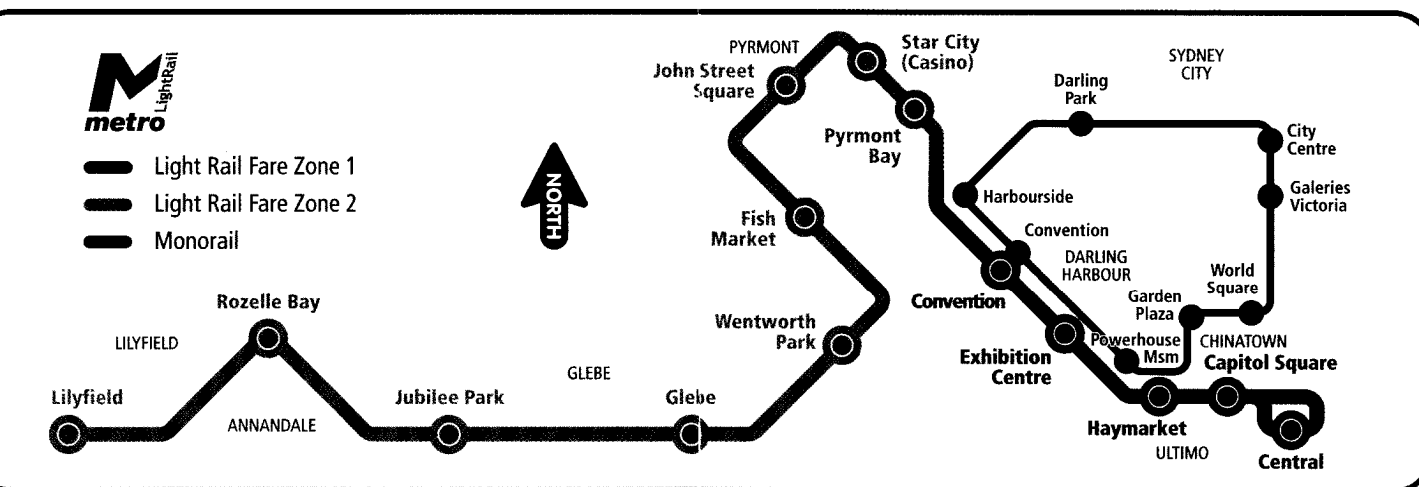 LightRail
metro
Light Rail Fare Zone 1
Light Rail Fare Zone 2
Monorail
NORTH
PYRMONT
John Street
Square
Star City
(Casino)
Pyrmont
Bay
SYDNEY
CITY
Darling
Park
City
Centre
Harbourside
Galeries
Victoria
Fish
Market
Convention
DARLING
HARBOUR
World
Square
Garden
Plaza
Convention
Rozelle Bay
LILYFIELD
Wentworth
Park
Powerhouse
Msm
CHINATOWN
Exhibition
Centre
Capitol Square
GLEBE
Lilyfield
ANNANDALE
Jubilee Park
Glebe
Haymarket
ULTIMO
Central